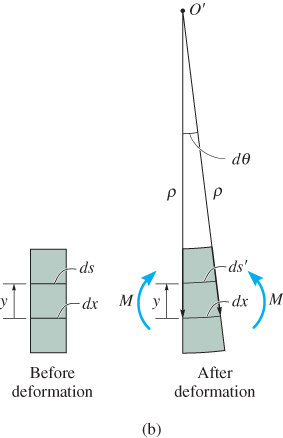 O′
dθ
ρ
ρ
ds
ds′
y
dx
M
y
dx
M
Before
deformation
After
deformation
(b)